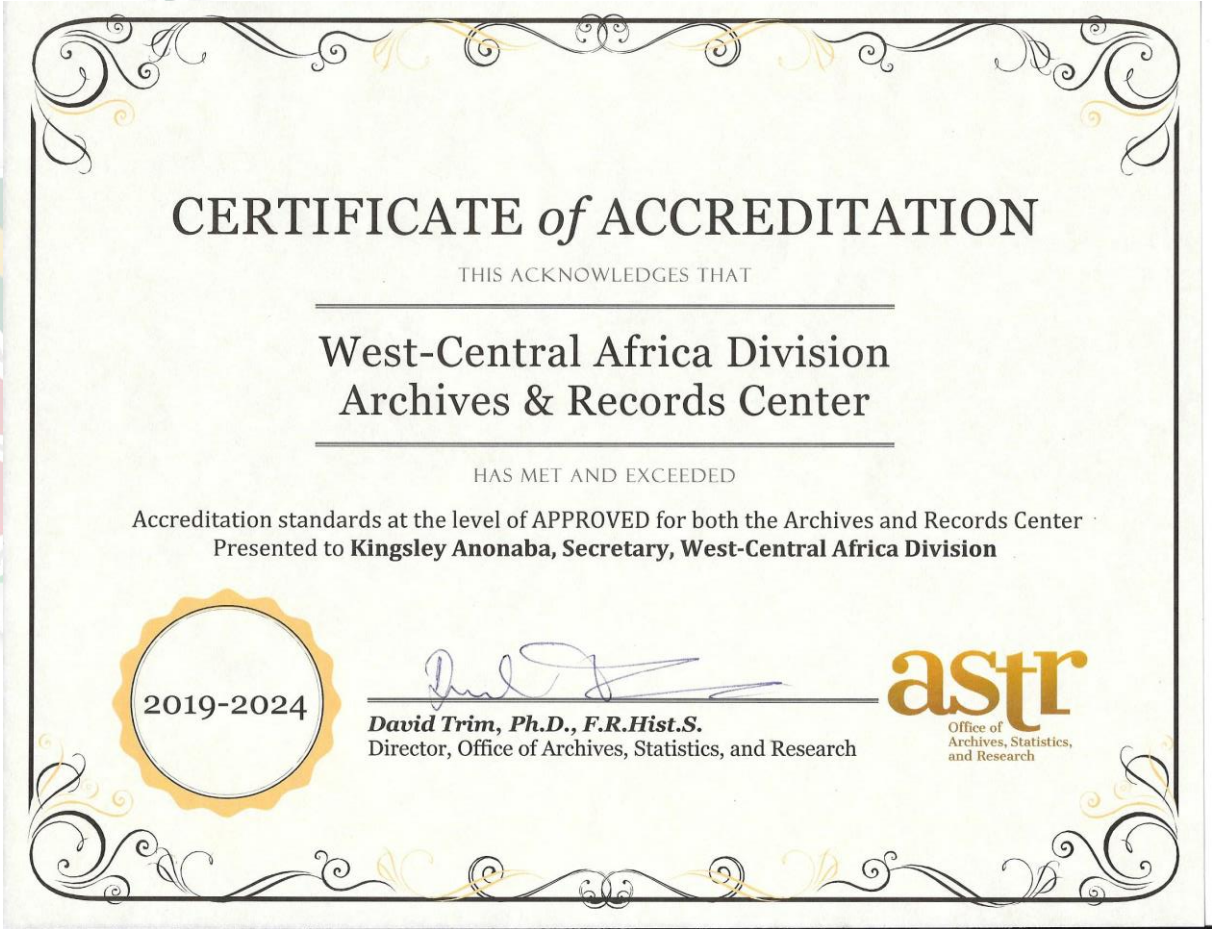 CERTIFICATE of ACCREDITATION
THIS ACKNOWLEDGES THAT
West-Central Africa Division
Archives & Records Center
HAS MET AND EXCEEDED
Accreditation standards at the level of APPROVED for both the Archives and Records Center
Presented to Kingsley Anonaba, Secretary, West-Central Africa Division
2019-2024
David Trim, Ph.D., F.R.Hist.S.
Director, Office of Archives, Statistics, and Research
astr
Office of
Archives, Statistics,
and Research